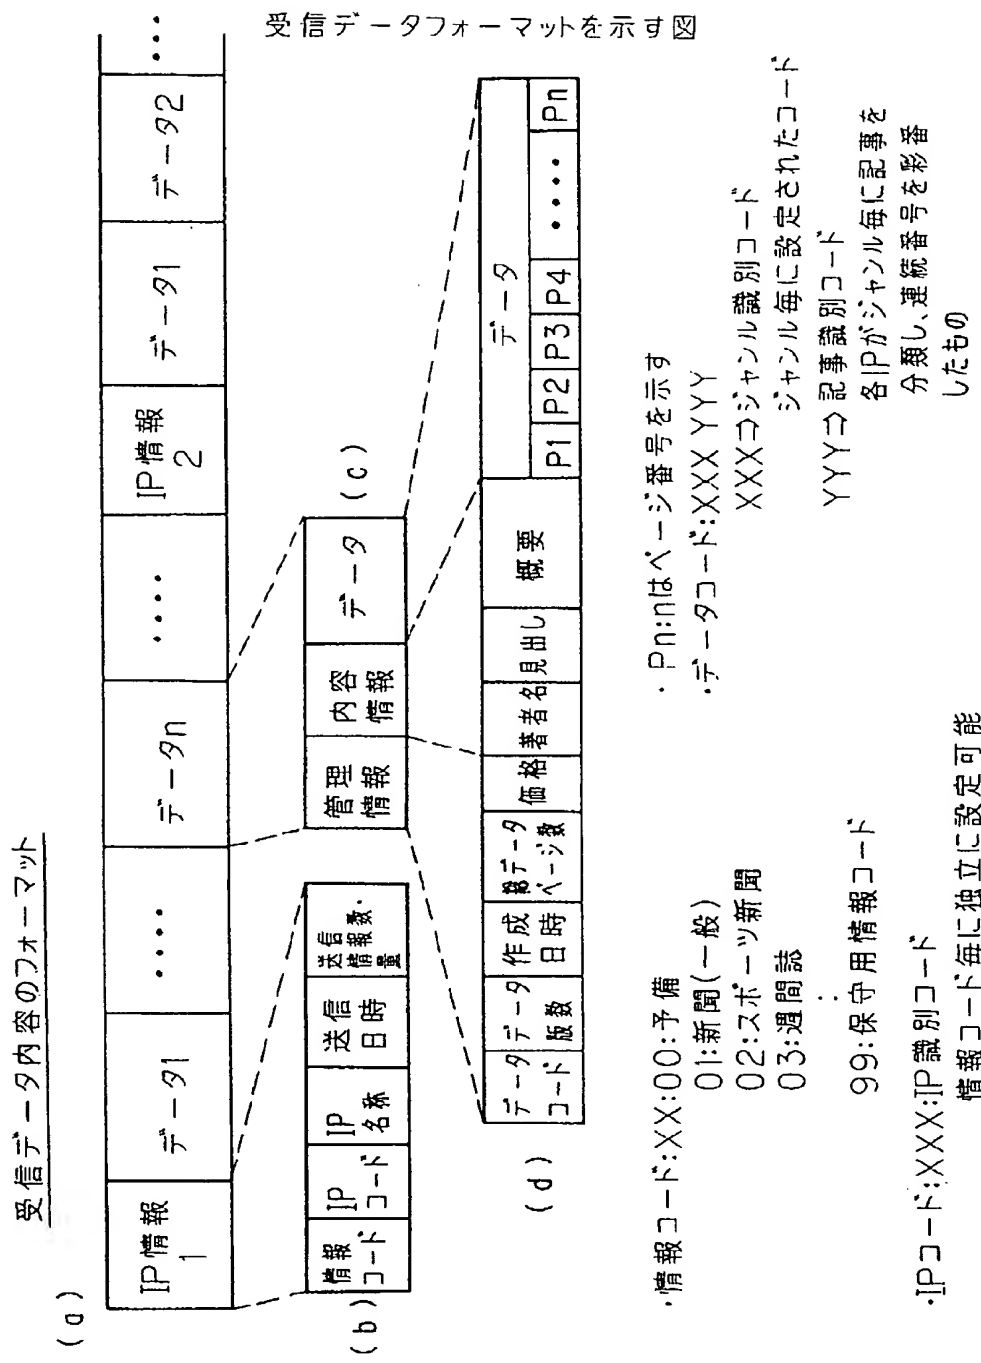 受信データフォーマットを示す図
受信データ内容のフォーマット
(a)
IP情報
1
データ1
・・・・
データn
・・・・
IP情報
2
データ1
データ2
・・・
(b)
情報
コード
IP
コード
IP
名称
送信
日時
送信
情報数・
量
(c)
管理
情報
内容
情報
データ
(d)
データ
コード
データ
版数
作成
日時
総データ
ページ数
価格
著者名
見出し
概要
データ
P1
P2
P3
P4
・・・・
Pn
・情報コード:XX:00:予備
01:新聞(一般)
02:スポーツ新聞
03:週間誌
:
99:保守用情報コード
・IPコード:XXX:IP識別コード
情報コード毎に独立に設定可能
・Pn:nはページ番号を示す
・データコード:XXX YYY
XXX⇒ジャンル識別コード
ジャンル毎に設定されたコード
YYY⇒記事識別コード
各IPがジャンル毎に記事を
分類し、連続番号を彩番
したもの